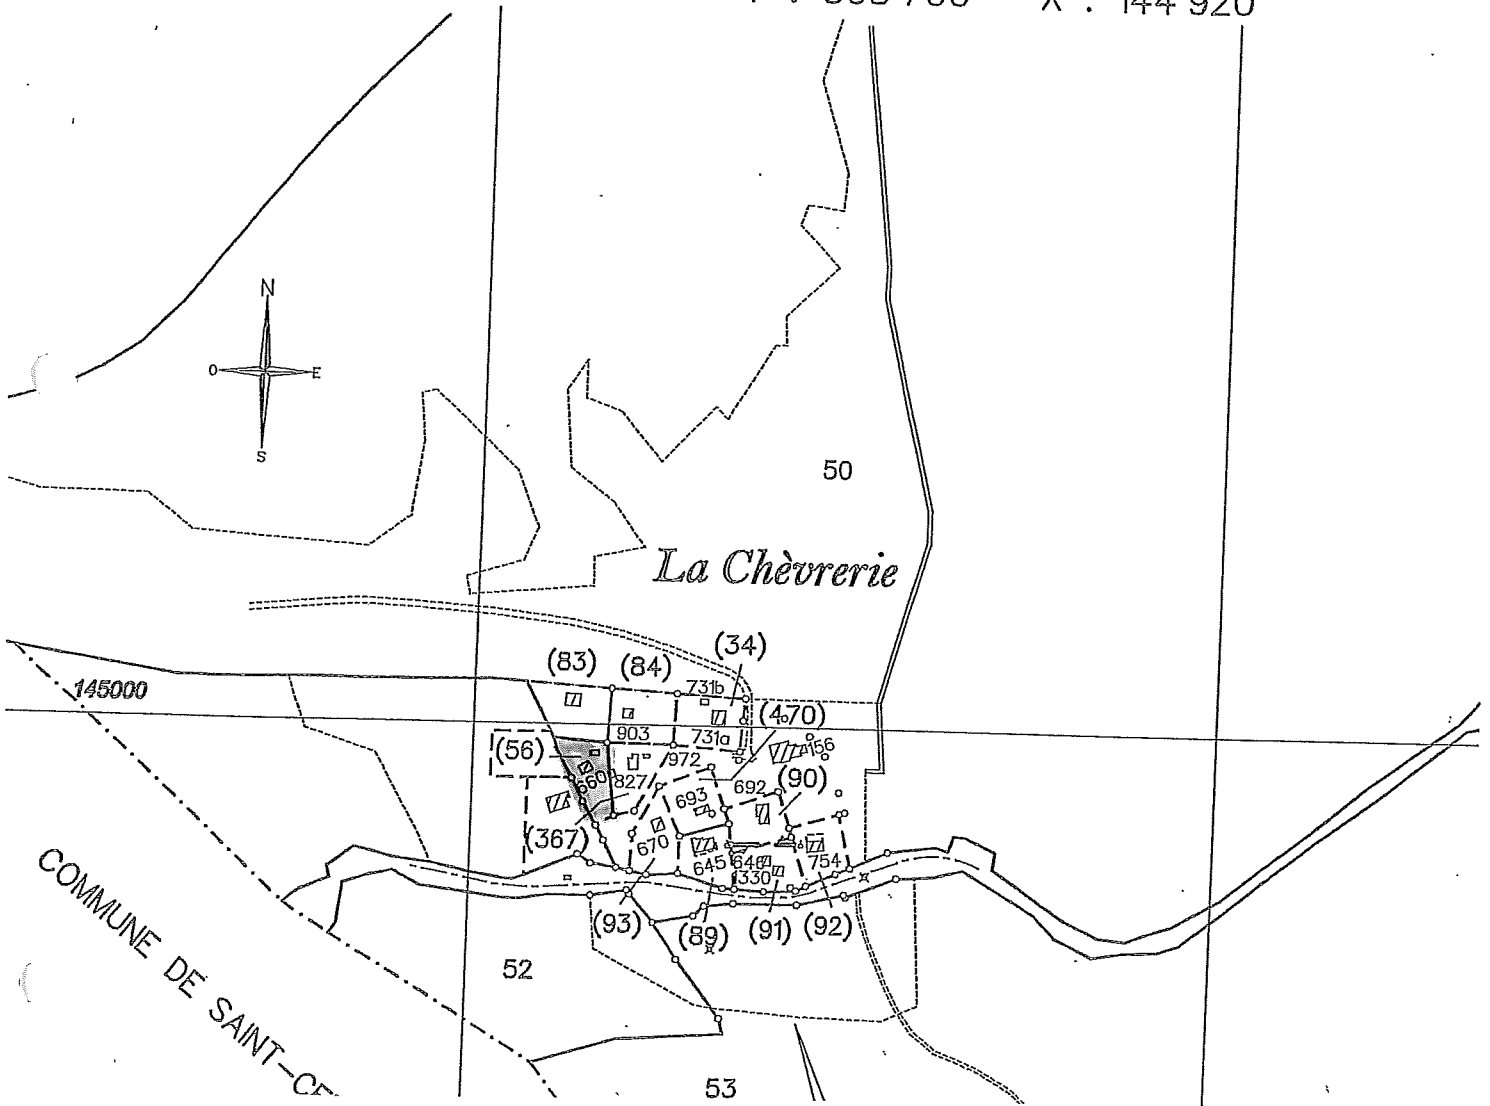 X : 144 920
N
O E
S
50
La Chèvrerie
(34)
(83) (84)
731b
145000
(470)
903 731a
(56)
972
156
660
827
692 (90)
693
(367)
670
645 646 754
1330
(93) (89) (91) (92)
52
COMMUNE DE SAINT-CE
53